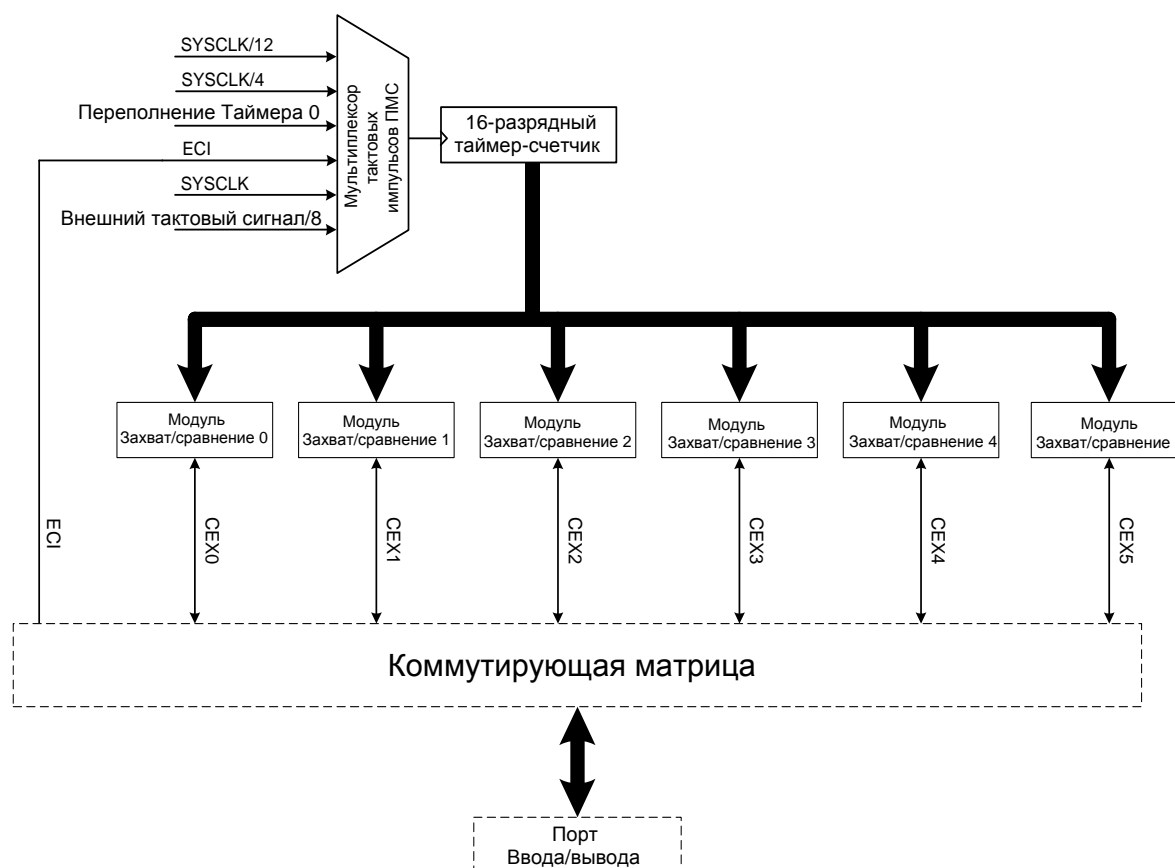 SYSCLK/12
SYSCLK/4
Переполнение Таймера 0
ECI
SYSCLK
Внешний тактовый сигнал/8
Мультиплексор
тактовых
импульсов ПМС
16-разрядный
таймер-счетчик
Модуль
Захват/сравнение 0
Модуль
Захват/сравнение 1
Модуль
Захват/сравнение 2
Модуль
Захват/сравнение 3
Модуль
Захват/сравнение 4
Модуль
Захват/сравнение
ECI
CEX0
CEX1
CEX2
CEX3
CEX4
CEX5
Коммутирующая матрица
Порт
Ввода/вывода